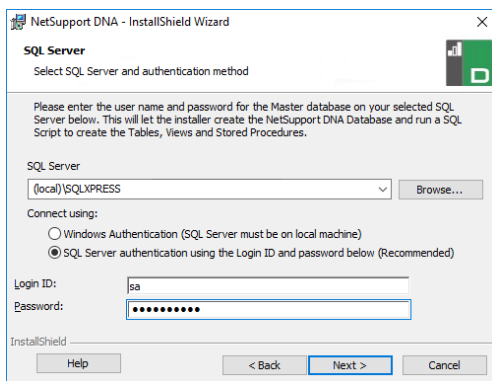 NetSupport DNA - InstallShield Wizard
SQL Server
Select SQL Server and authentication method
D
Please enter the user name and password for the Master database on your selected SQL
Server below. This will let the installer create the NetSupport DNA Database and run a SQL
Script to create the Tables, Views and Stored Procedures.
SQL Server
(local)\SQLXPRESS
Browse...
Connect using:
Windows Authentication (SQL Server must be on local machine)
SQL Server authentication using the Login ID and password below (Recommended)
Login ID:
sa
Password:
••••••••••
InstallShield
Help
< Back
Next >
Cancel